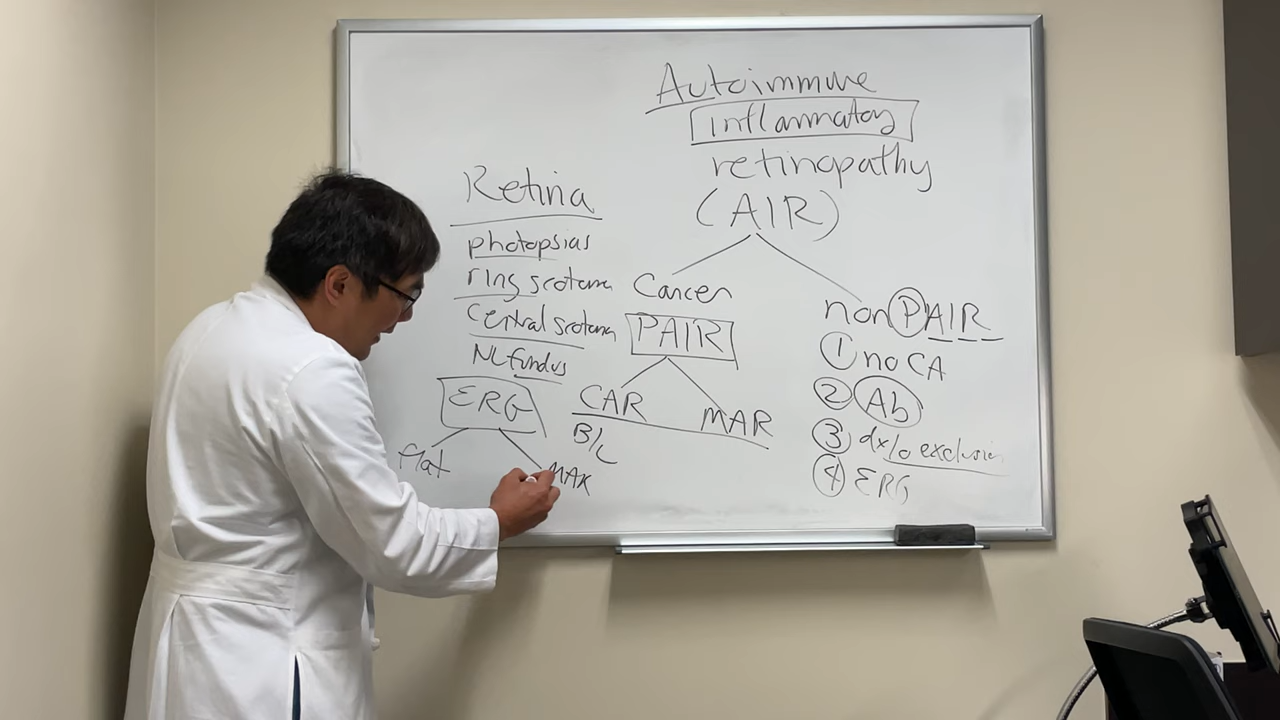 Autoimmune
inflammatory
retinopathy
(AIR)
Retina
photopsias
ring scotoma
Central scotoma
NL fundus
ERG
flat
MAR
Cancer
PAIR
CAR
MAR
B/L
non PAIR
① no CA
② Ab
③ dx/o exclusion
④ ERG